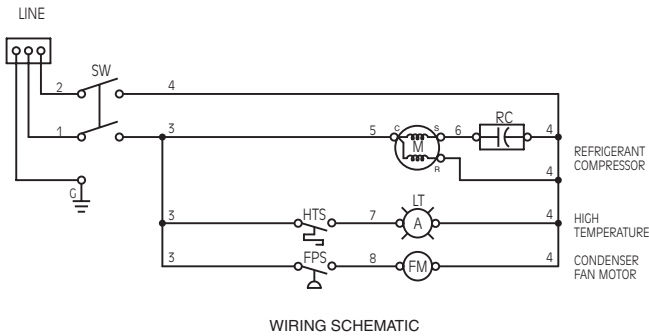 LINE
SW
2
4
1
3
5
C
S
M
R
6
RC
4
REFRIGERANT
COMPRESSOR
4
G
3
HTS
7
LT
A
4
HIGH
TEMPERATURE
3
FPS
8
FM
4
CONDENSER
FAN MOTOR
WIRING SCHEMATIC